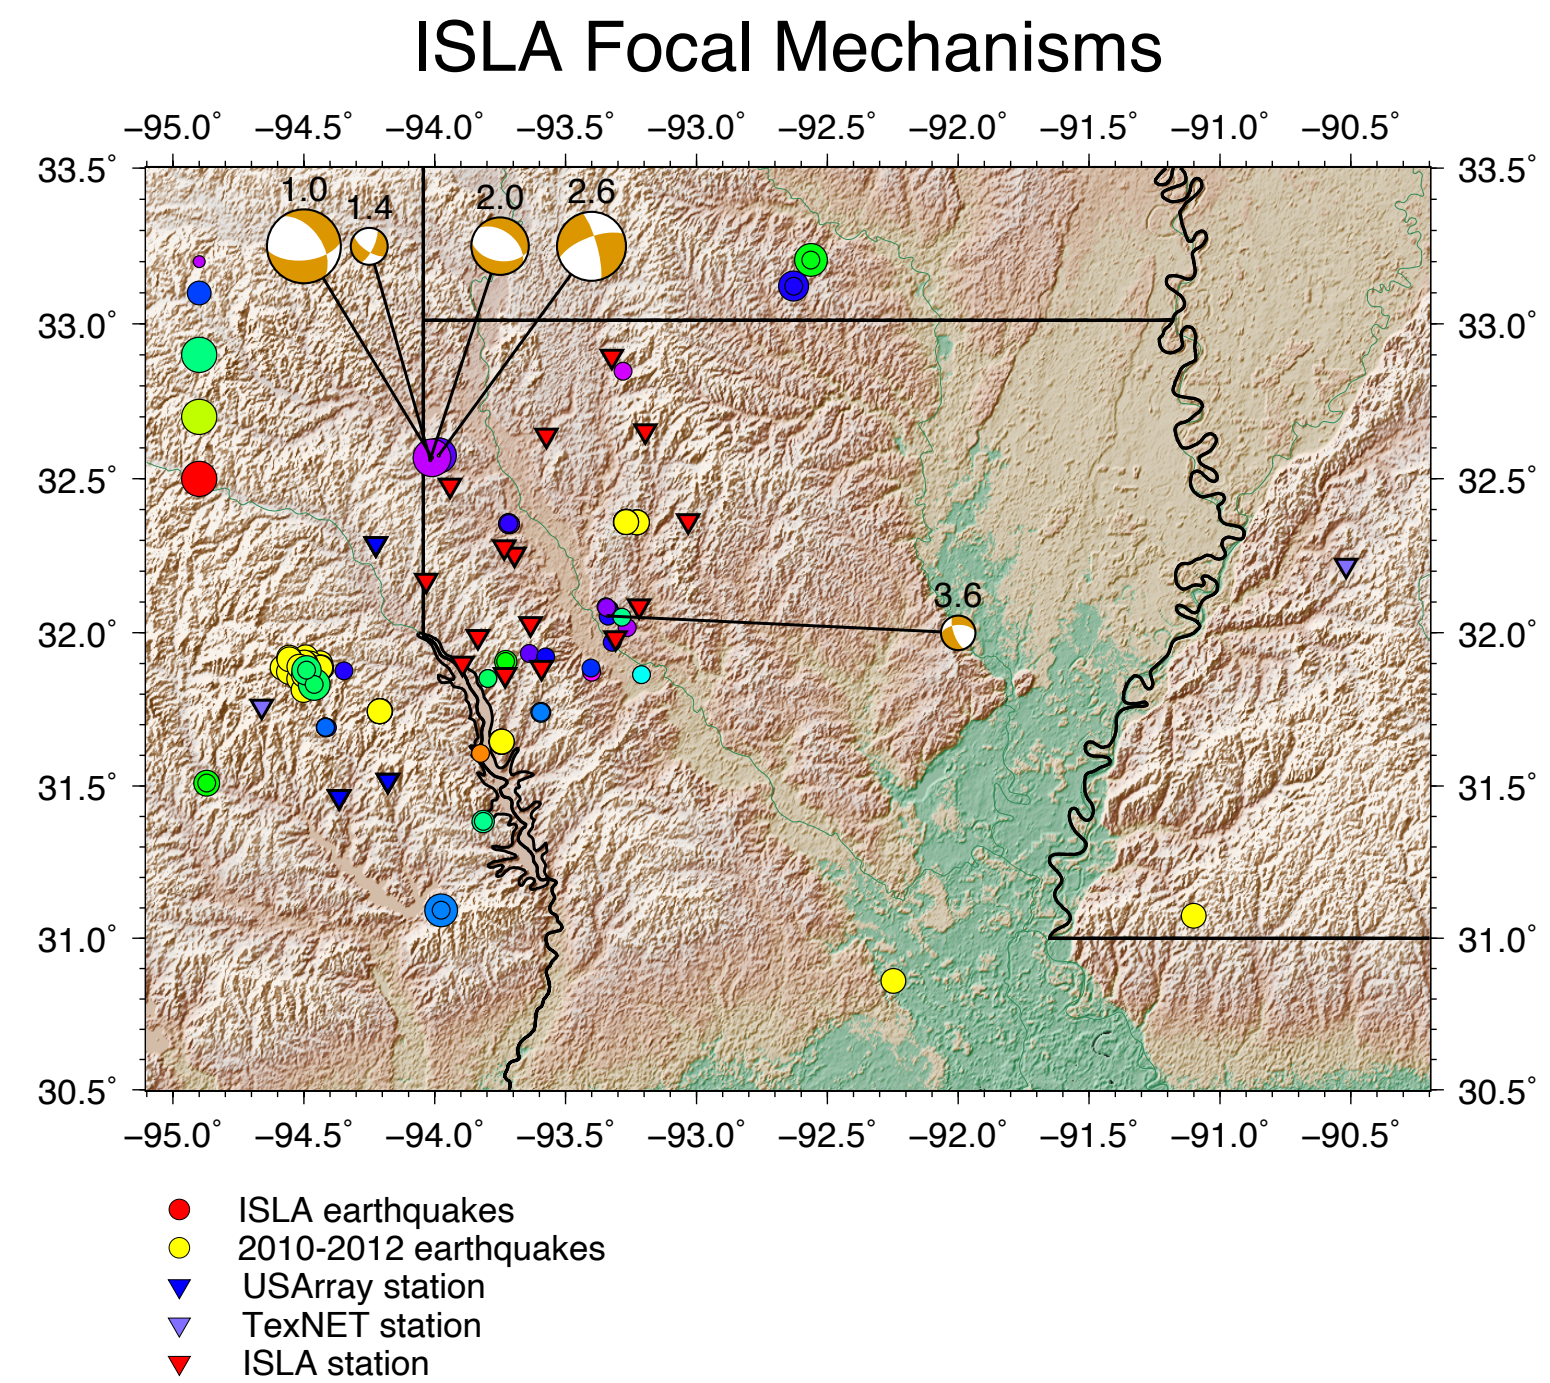 ISLA Focal Mechanisms
−95.0˚ −94.5˚ −94.0˚ −93.5˚ −93.0˚ −92.5˚ −92.0˚ −91.5˚ −91.0˚ −90.5˚
33.5˚ 33.5˚
1.0 1.4 2.0 2.6
33.0˚ 33.0˚
32.5˚ 32.5˚
3.6
32.0˚ 32.0˚
31.5˚ 31.5˚
31.0˚ 31.0˚
30.5˚ 30.5˚
−95.0˚ −94.5˚ −94.0˚ −93.5˚ −93.0˚ −92.5˚ −92.0˚ −91.5˚ −91.0˚ −90.5˚
ISLA earthquakes
2010-2012 earthquakes
USArray station
TexNET station
ISLA station